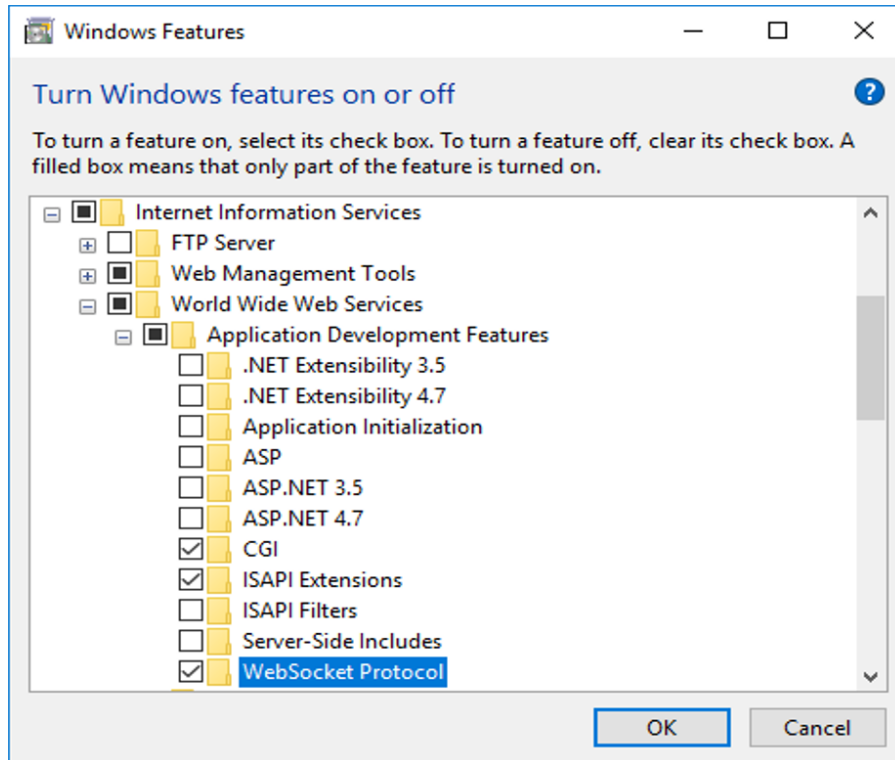 Windows Features
Turn Windows features on or off
?
To turn a feature on, select its check box. To turn a feature off, clear its check box. A
filled box means that only part of the feature is turned on.
Internet Information Services
FTP Server
Web Management Tools
World Wide Web Services
Application Development Features
.NET Extensibility 3.5
.NET Extensibility 4.7
Application Initialization
ASP
ASP.NET 3.5
ASP.NET 4.7
CGI
ISAPI Extensions
ISAPI Filters
Server-Side Includes
WebSocket Protocol
OK Cancel